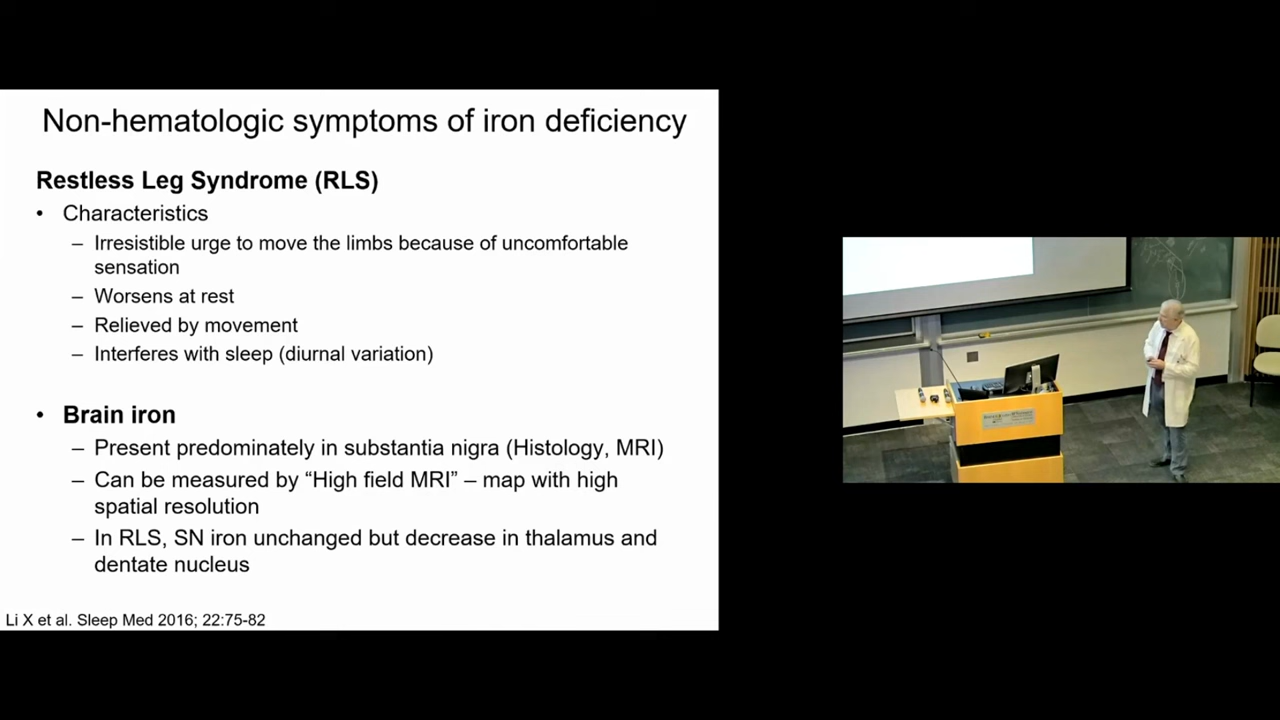 Non-hematologic symptoms of iron deficiency
Restless Leg Syndrome (RLS)
• Characteristics
– Irresistible urge to move the limbs because of uncomfortable
sensation
– Worsens at rest
– Relieved by movement
– Interferes with sleep (diurnal variation)
• Brain iron
– Present predominately in substantia nigra (Histology, MRI)
– Can be measured by “High field MRI” – map with high
spatial resolution
– In RLS, SN iron unchanged but decrease in thalamus and
dentate nucleus
Li X et al. Sleep Med 2016; 22:75-82